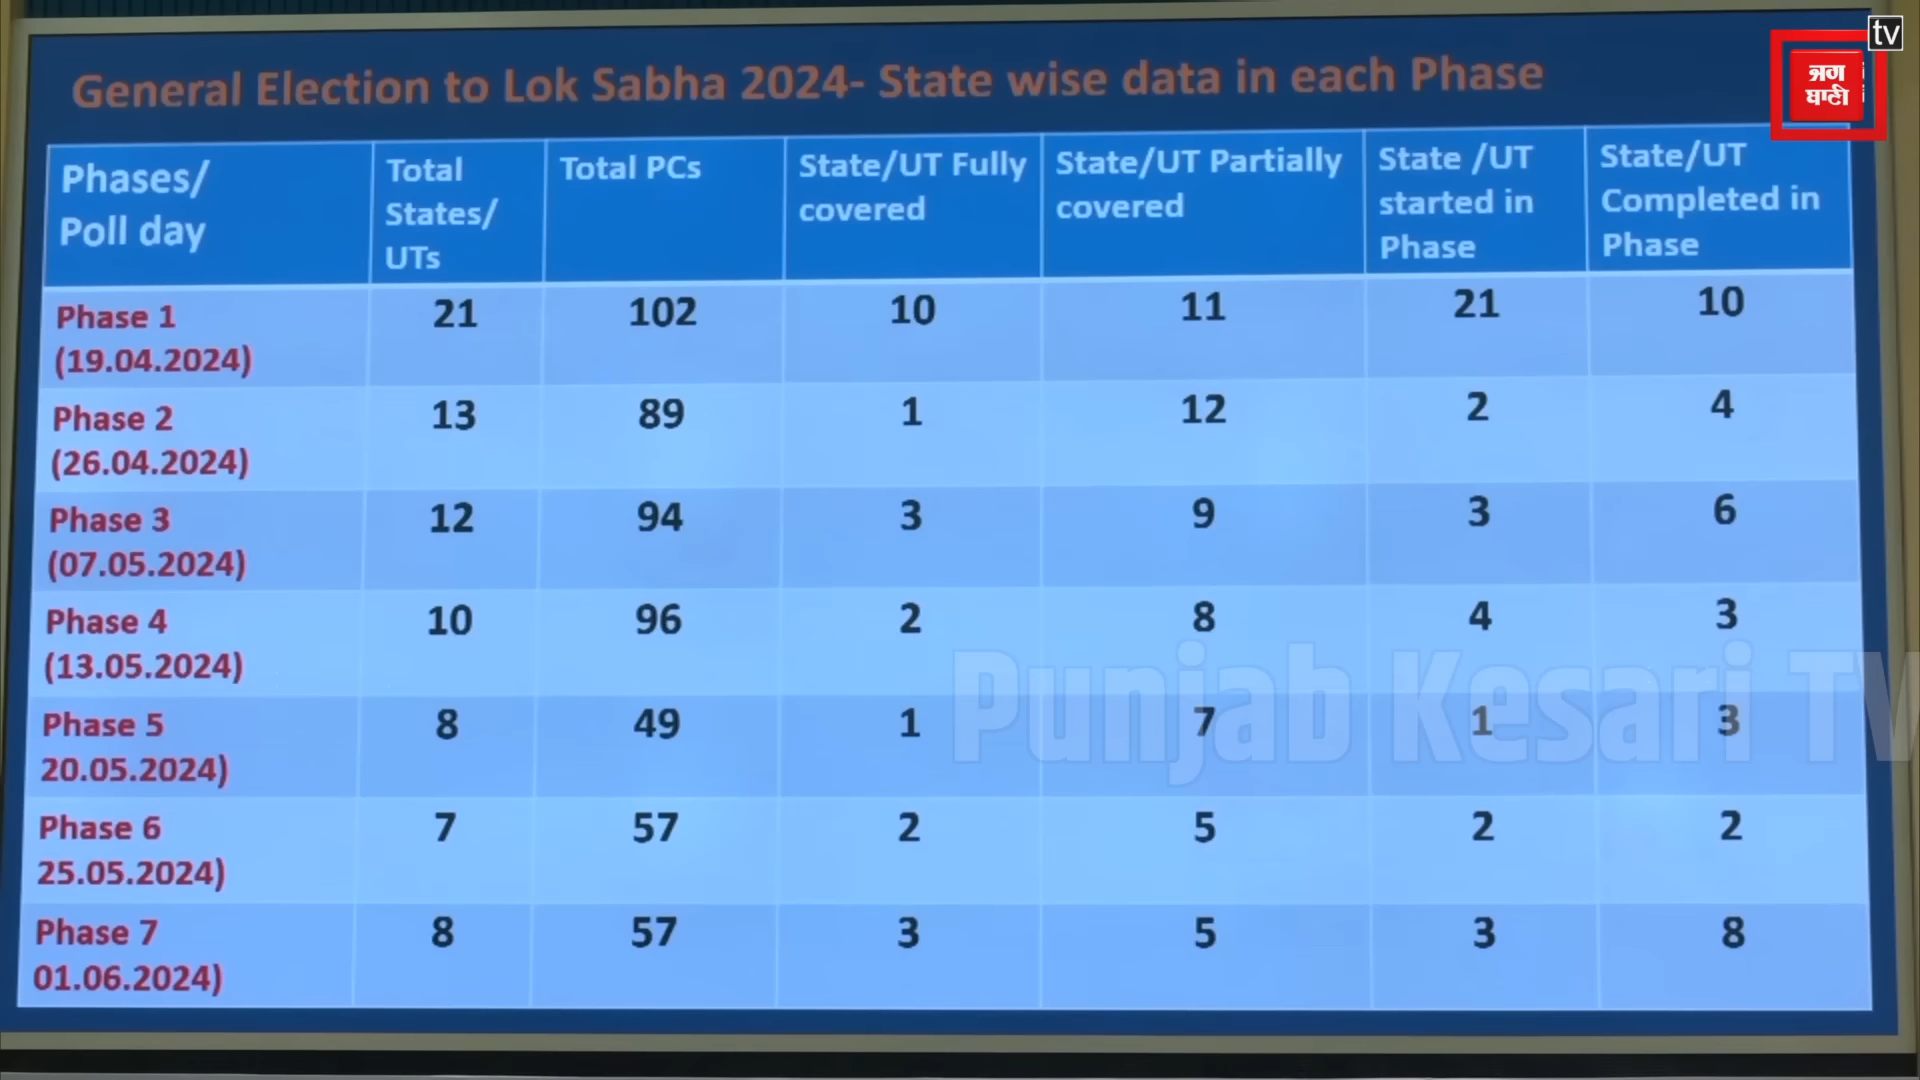 tv
ਜਗ
ਬਾਣੀ
General Election to Lok Sabha 2024- State wise data in each Phase
Phases/ Poll day | Total States/ UTs | Total PCs | State/UT Fully covered | State/UT Partially covered | State /UT started in Phase | State/UT Completed in Phase
Phase 1 (19.04.2024) | 21 | 102 | 10 | 11 | 21 | 10
Phase 2 (26.04.2024) | 13 | 89 | 1 | 12 | 2 | 4
Phase 3 (07.05.2024) | 12 | 94 | 3 | 9 | 3 | 6
Phase 4 (13.05.2024) | 10 | 96 | 2 | 8 | 4 | 3
Phase 5 20.05.2024) | 8 | 49 | 1 | 7 | 1 | 3
Phase 6 25.05.2024) | 7 | 57 | 2 | 5 | 2 | 2
Phase 7 01.06.2024) | 8 | 57 | 3 | 5 | 3 | 8
Punjab Kesari TV